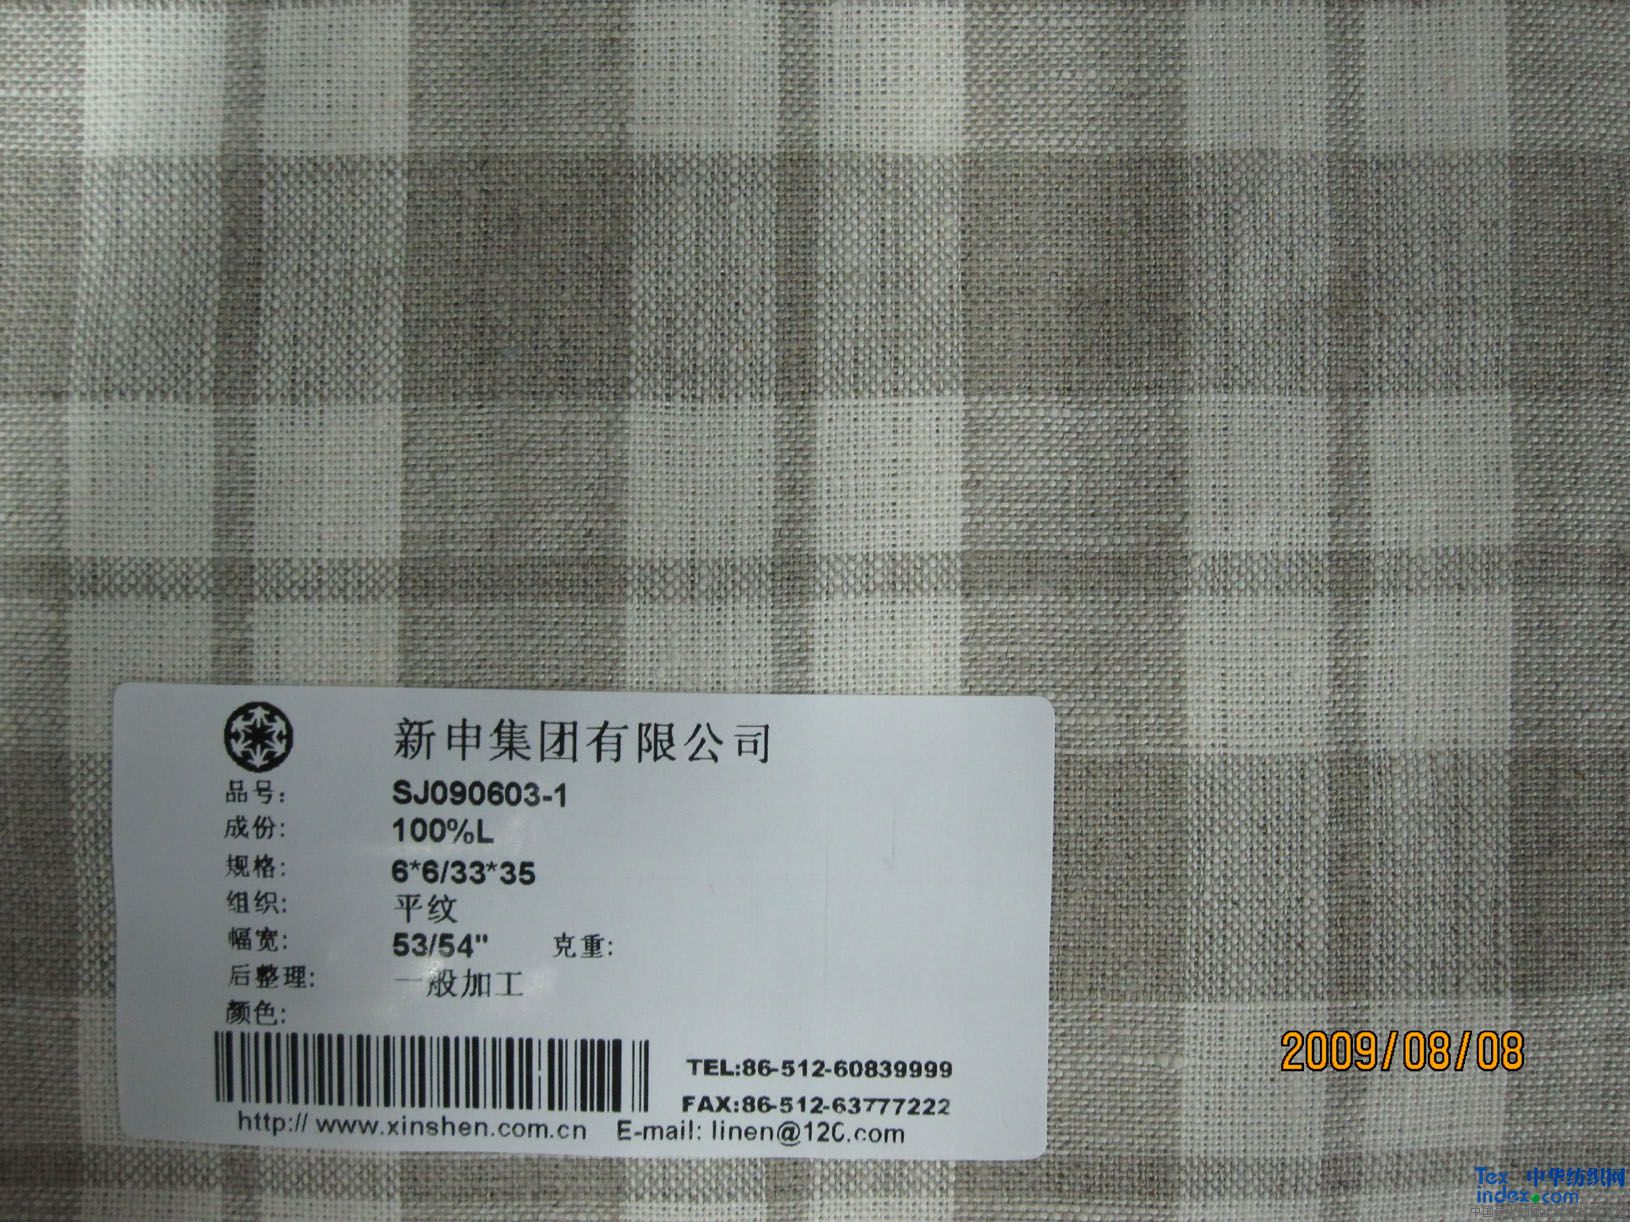 新申集团有限公司
品号: SJ090603-1
成份: 100%L
规格: 6*6/33*35
组织: 平纹
幅宽: 53/54" 克重:
后整理: 一般加工
颜色:
TEL:86-512-60839999
FAX:86-512-63777222
http:// www.xinshen.com.cn E-mail:
2009/08/08
Tex 中华纺织网
index.com